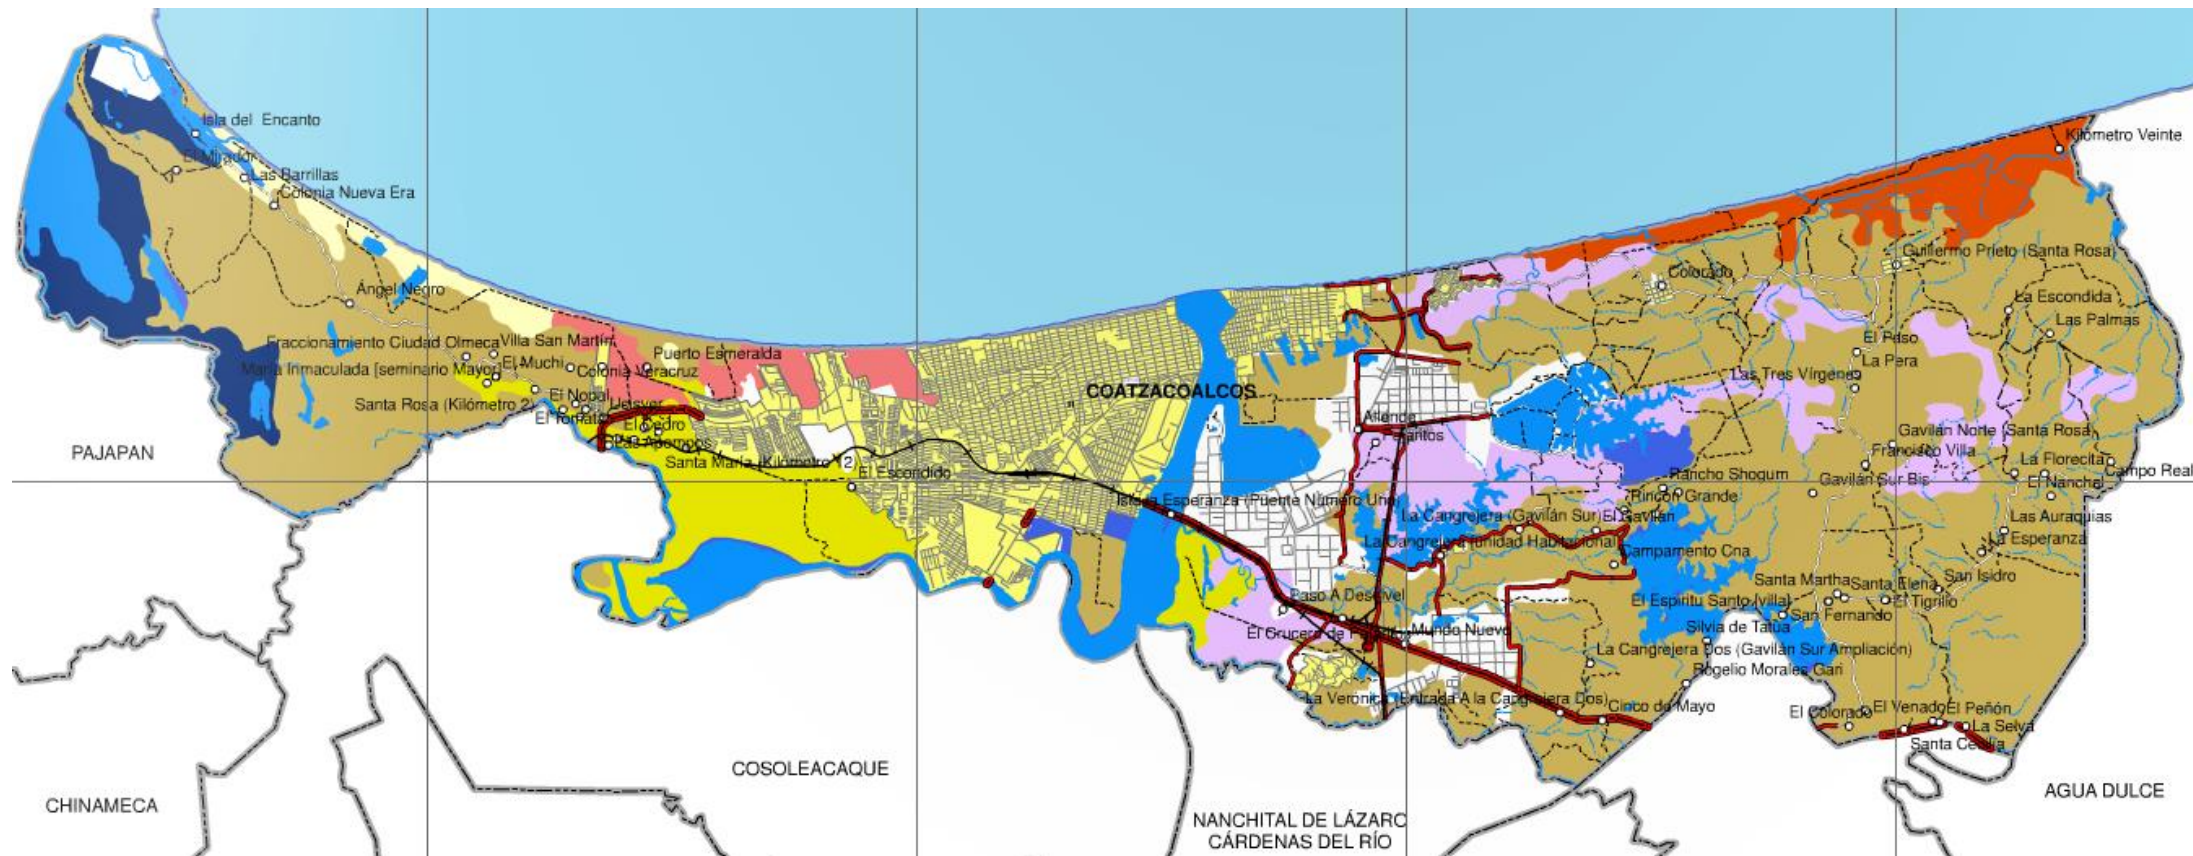 Kilómetro Veinte
Isla del Encanto
El Mirador
Las Barrillas
Colonia Nueva Era
Guillermo Prieto (Santa Rosa)
Colorado
Ángel Negro
La Escondida
Las Palmas
Fraccionamiento Ciudad Olmeca
Villa San Martín
El Muchi
Puerto Esmeralda
Colonia Veracruz
María Inmaculada [seminario Mayor]
El Paso
La Pera
Las Tres Vírgenes
COATZACOALCOS
Santa Rosa (Kilómetro 2)
El Nopal
El Tomate
El Cedro
Allende
Pajaritos
PAJAPAN
Santa María (Kilómetro 12)
El Escondido
Gavilán Norte (Santa Rosa)
Francisco Villa
La Florecita
Campo Real
Rancho Shogum
Gavilán Sur Bis
El Nanchal
Rincón Grande
Isleta Esperanza (Puente Número Uno)
La Cangrejera (Gavilán Sur)
El Gavilán
Las Auraquias
La Esperanza
La Cangrejera [unidad Habitacional]
Campamento Cna
Santa Martha
Santa Elena
San Isidro
Paso A Desnivel
El Espíritu Santo [villa]
El Tigrillo
San Fernando
Mundo Nuevo
Silvia de Tatúa
La Cangrejera Dos (Gavilán Sur Ampliación)
Rogelio Morales Gari
La Verónica (Entrada A la Cangrejera Dos)
Cinco de Mayo
El Colorado
El Venado
El Peñón
La Selva
Santa Cecilia
COSOLEACAQUE
CHINAMECA
AGUA DULCE
NANCHITAL DE LÁZARO
CÁRDENAS DEL RÍO